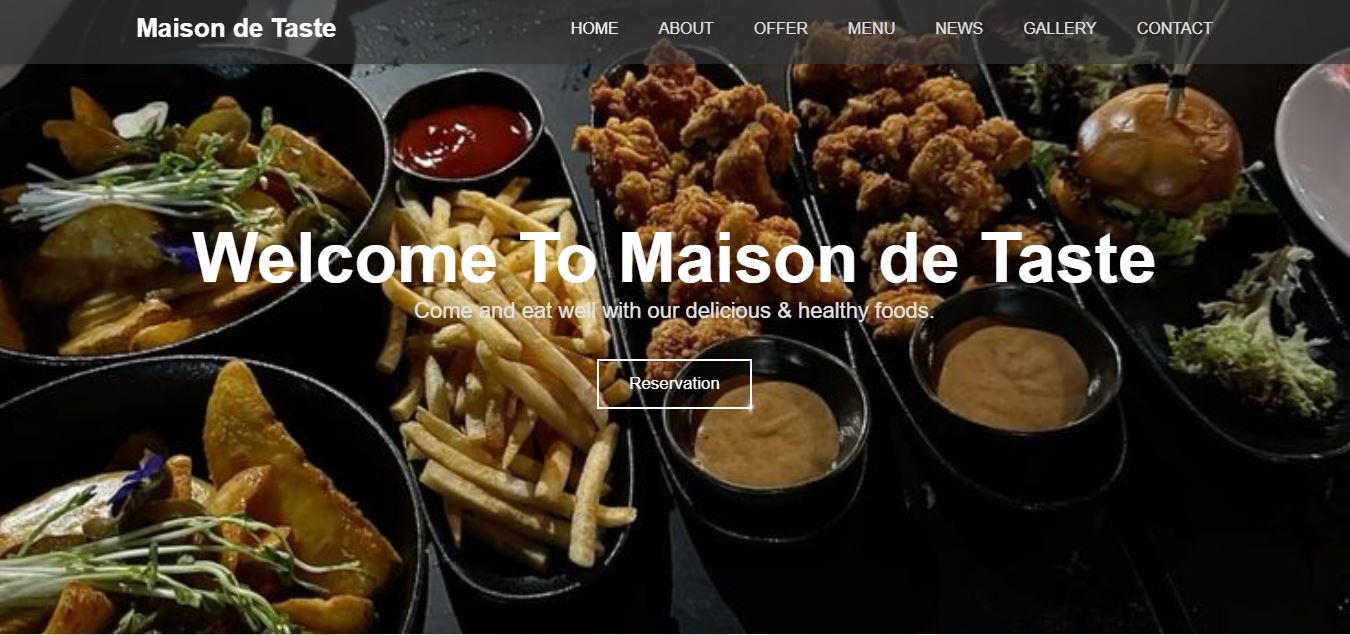 Maison de Taste
HOME ABOUT OFFER MENU NEWS GALLERY CONTACT
Welcome To Maison de Taste
Come and eat well with our delicious & healthy foods.
Reservation